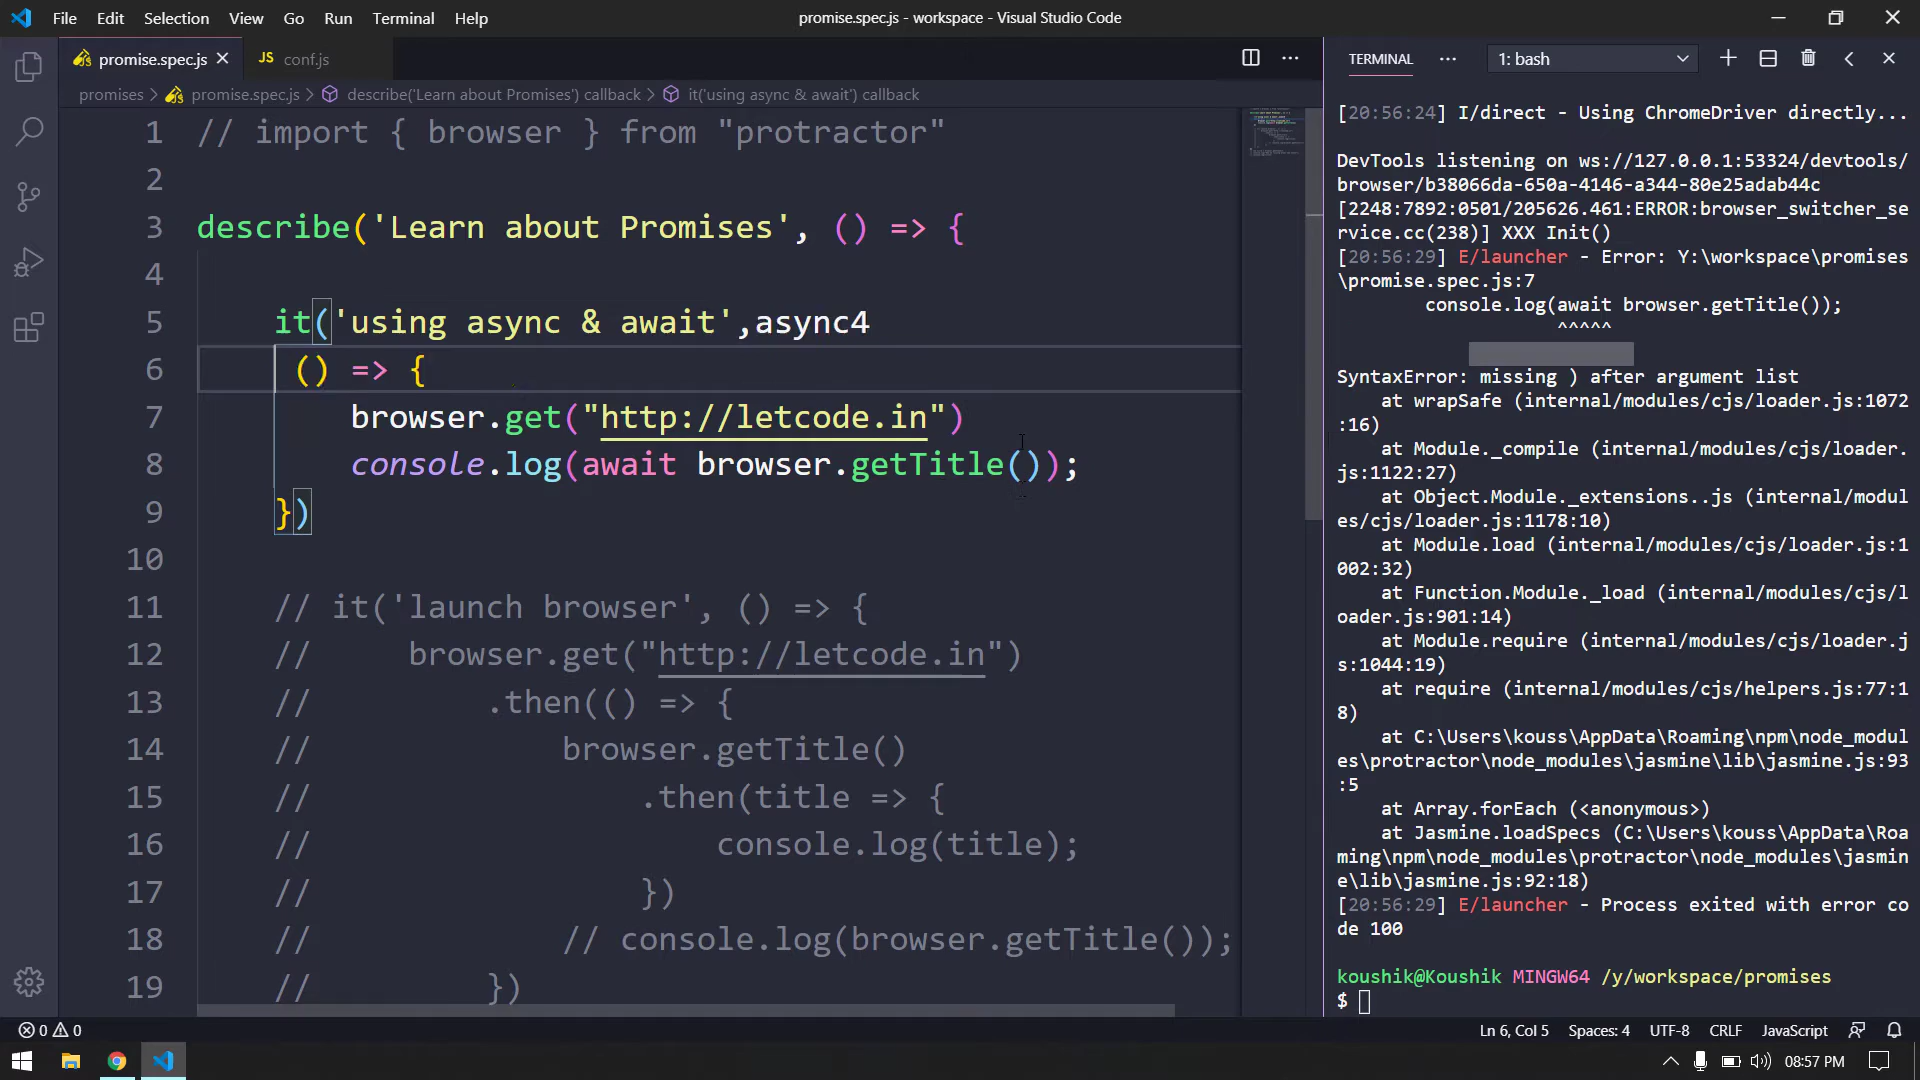 File Edit Selection View Go Run Terminal Help
promise.spec.js - workspace - Visual Studio Code
promise.spec.js
JS conf.js
promises > promise.spec.js > describe('Learn about Promises') callback > it('using async & await') callback
1 // import { browser } from "protractor"
2
3 describe('Learn about Promises', () => {
4
5 it('using async & await',async4
6 () => {
7 browser.get("http://letcode.in")
8 console.log(await browser.getTitle());
9 })
10
11 // it('launch browser', () => {
12 // browser.get("http://letcode.in")
13 // .then(() => {
14 // browser.getTitle()
15 // .then(title => {
16 // console.log(title);
17 // })
18 // // console.log(browser.getTitle());
19 // })
TERMINAL
1: bash
[20:56:24] I/direct - Using ChromeDriver directly...
DevTools listening on ws://127.0.0.1:53324/devtools/
browser/b38066da-650a-4146-a344-80e25adab44c
[2248:7892:0501/205626.461:ERROR:browser_switcher_se
rvice.cc(238)] XXX Init()
[20:56:29] E/launcher - Error: Y:\workspace\promises
\promise.spec.js:7
console.log(await browser.getTitle());
^^^^^
SyntaxError: missing ) after argument list
at wrapSafe (internal/modules/cjs/loader.js:1072
:16)
at Module._compile (internal/modules/cjs/loader.
js:1122:27)
at Object.Module._extensions..js (internal/modul
es/cjs/loader.js:1178:10)
at Module.load (internal/modules/cjs/loader.js:1
002:32)
at Function.Module._load (internal/modules/cjs/l
oader.js:901:14)
at Module.require (internal/modules/cjs/loader.j
s:1044:19)
at require (internal/modules/cjs/helpers.js:77:1
8)
at C:\Users\kouss\AppData\Roaming\npm\node_modul
es\protractor\node_modules\jasmine\lib\jasmine.js:93
:5
at Array.forEach (<anonymous>)
at Jasmine.loadSpecs (C:\Users\kouss\AppData\Roa
ming\npm\node_modules\protractor\node_modules\jasmin
e\lib\jasmine.js:92:18)
[20:56:29] E/launcher - Process exited with error co
de 100
koushik@Koushik MINGW64 /y/workspace/promises
$
0 0
Ln 6, Col 5 Spaces: 4 UTF-8 CRLF JavaScript
08:57 PM